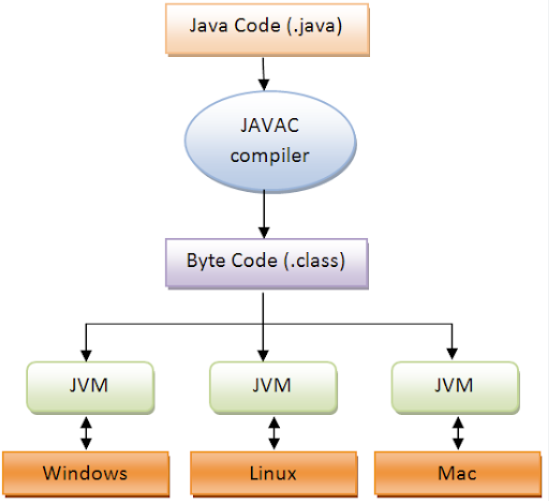 Java Code (.java)
JAVAC
compiler
Byte Code (.class)
JVM
JVM
JVM
Windows
Linux
Mac